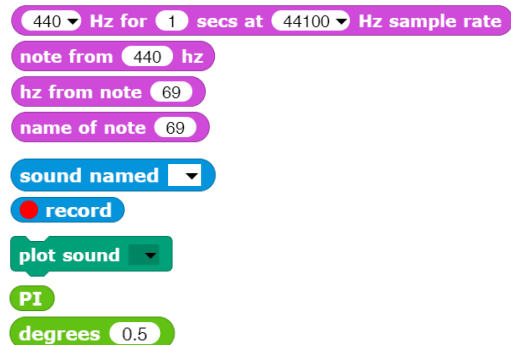 440 Hz for 1 secs at 44100 Hz sample rate
note from 440 hz
hz from note 69
name of note 69
sound named
record
plot sound
PI
degrees 0.5